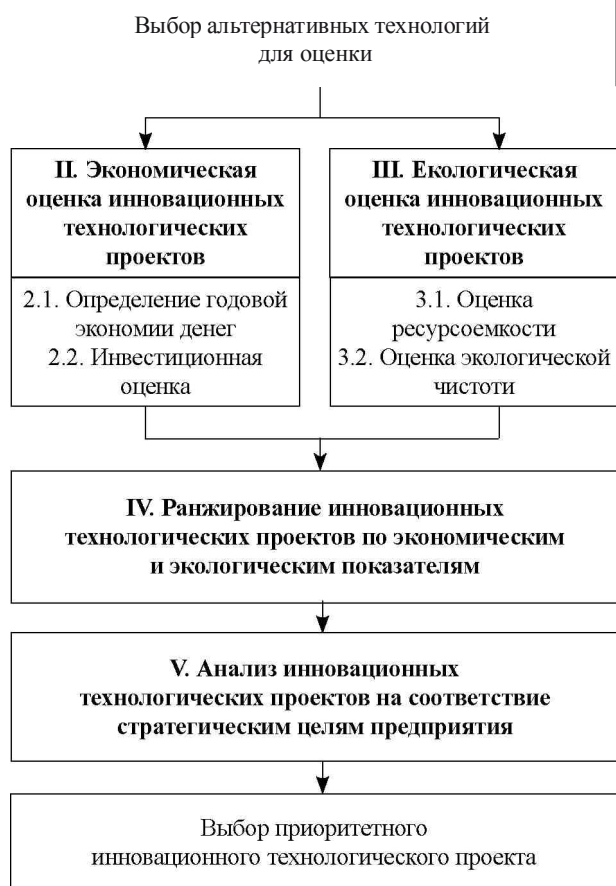 Выбор альтернативных технологий
для оценки
II. Экономическая
оценка инновационных
технологических
проектов
2.1. Определение годовой
экономии денег
2.2. Инвестиционная
оценка
III. Екологическая
оценка инновационных
технологических
проектов
3.1. Оценка
ресурсоемкости
3.2. Оценка экологической
чистоти
IV. Ранжирование инновационных
технологических проектов по экономическим
и экологическим показателям
V. Анализ инновационных
технологических проектов на соответствие
стратегическим целям предприятия
Выбор приоритетного
инновационного технологического проекта